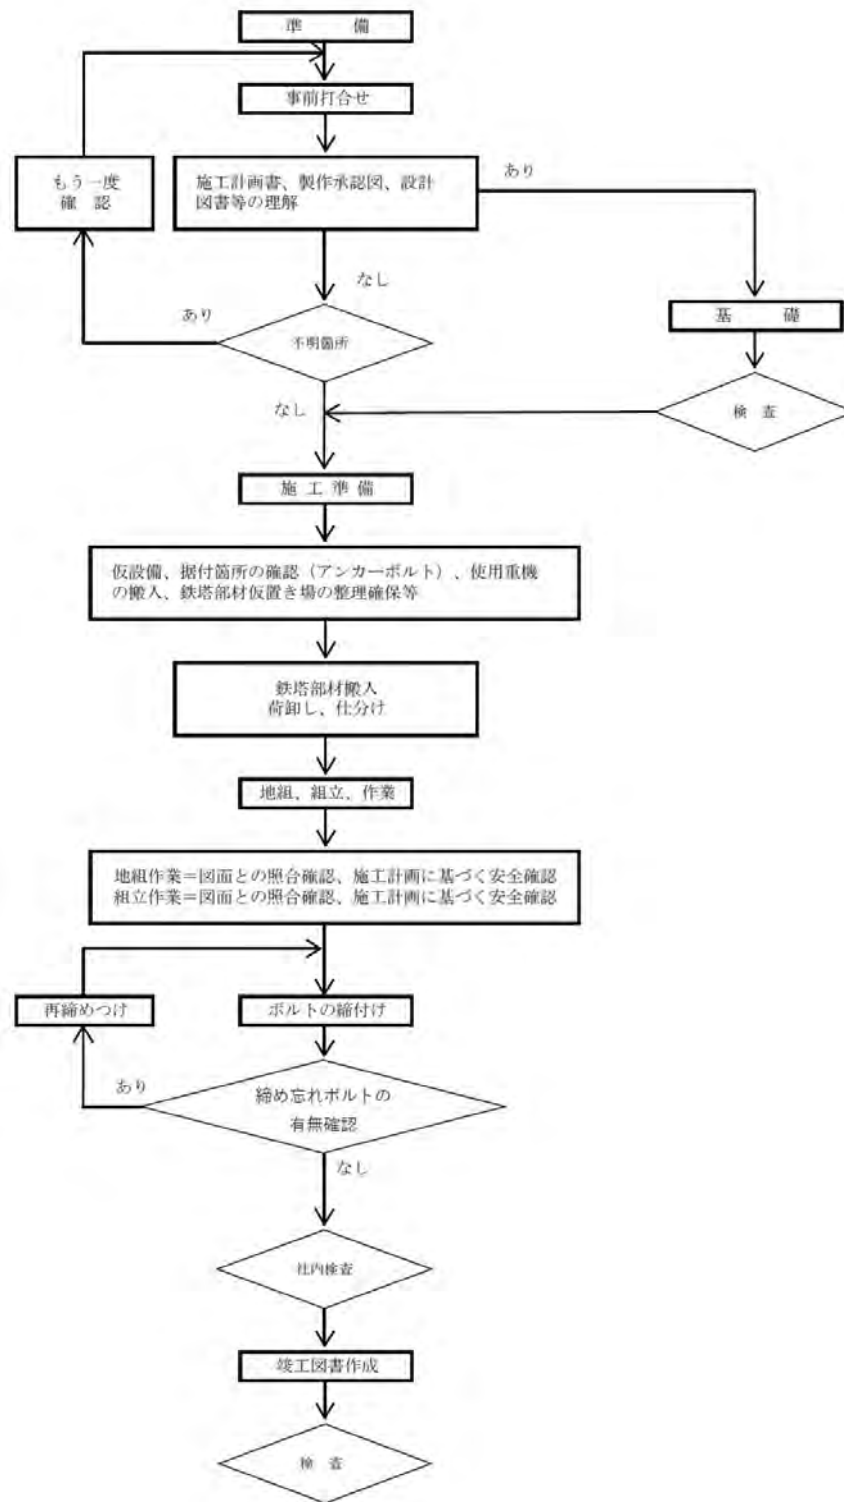 準　備
事前打合せ
もう一度
確　認
施工計画書、製作承認図、設計
図書等の理解
あり
なし
あり
不明箇所
基　礎
なし
検　査
施 工 準 備
仮設備、据付箇所の確認（アンカーボルト）、使用重機
の搬入、鉄塔部材仮置き場の整理確保等
鉄塔部材搬入
荷卸し、仕分け
地組、組立、作業
地組作業＝図面との照合確認、施工計画に基づく安全確認
組立作業＝図面との照合確認、施工計画に基づく安全確認
再締めつけ
ボルトの締付け
あり
締め忘れボルトの
有無確認
なし
社内検査
竣工図書作成
検　査